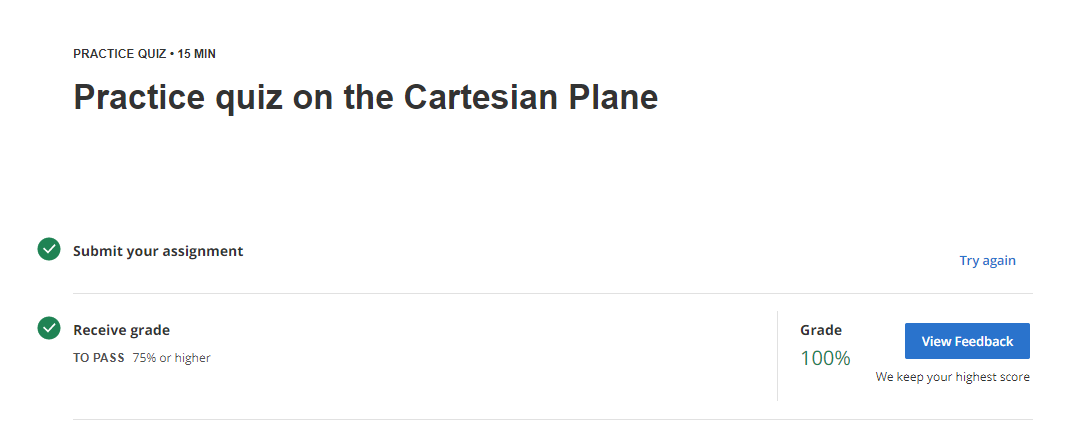 PRACTICE QUIZ • 15 MIN
Practice quiz on the Cartesian Plane
Submit your assignment
Try again
Receive grade
TO PASS 75% or higher
Grade
100%
View Feedback
We keep your highest score